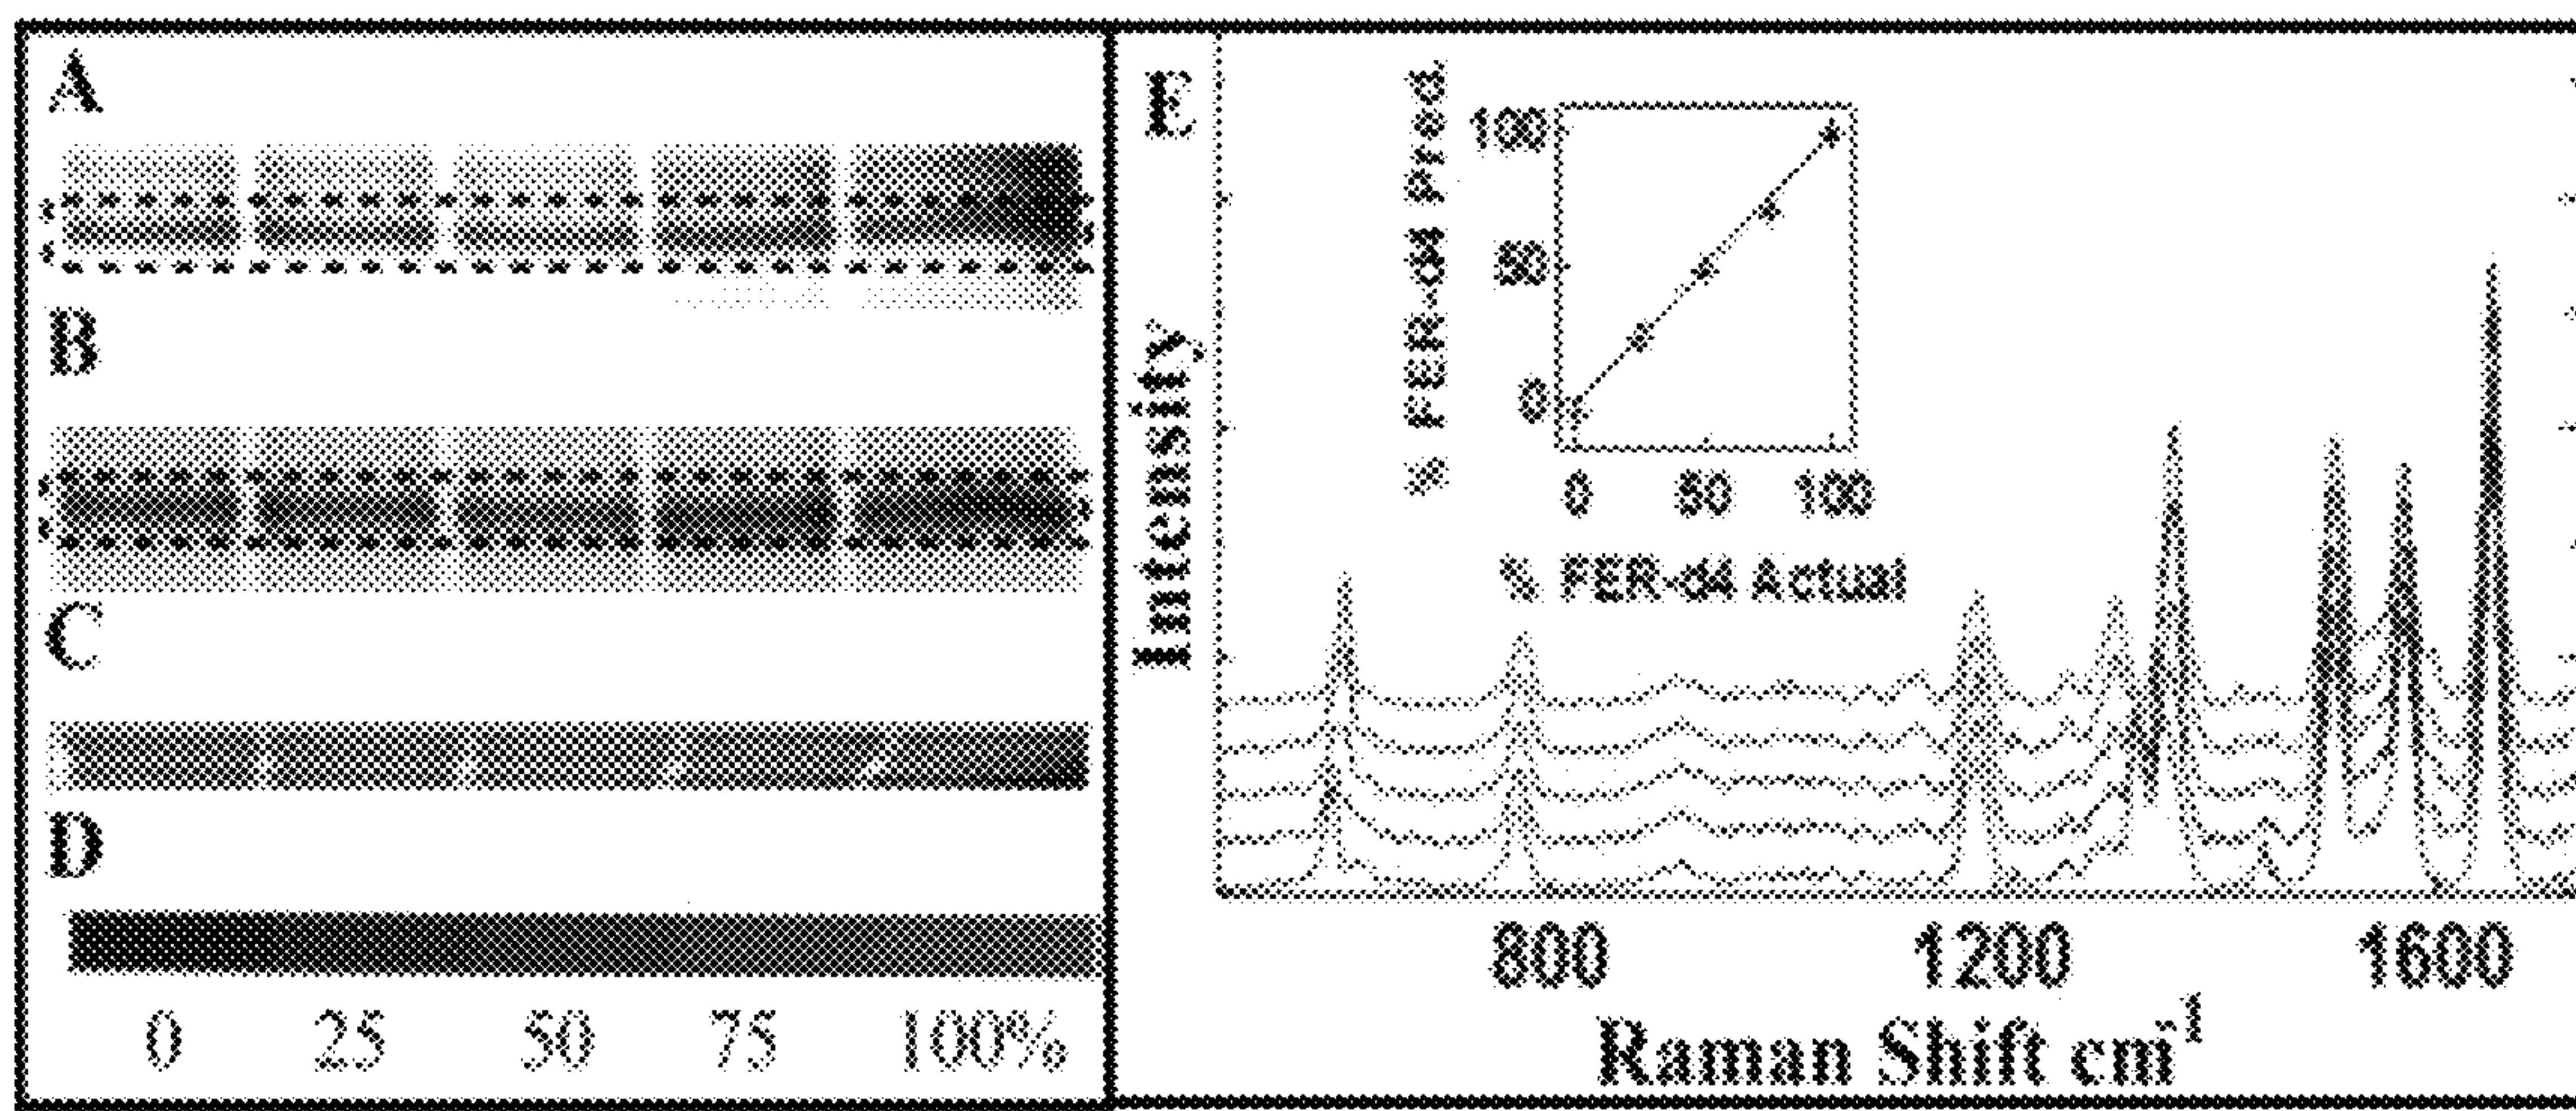 A
B
C
D
0 25 50 75 100%
E
Intensity
% FER-d4 Pred.
100
50
0
0 50 100
% FER-d4 Actual
800 1200 1600
Raman Shift cm⁻¹